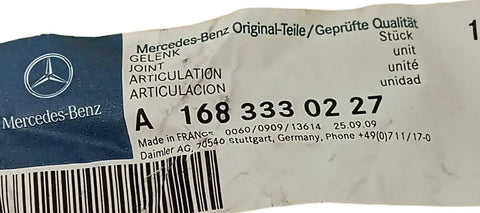 Mercedes-Benz Original-Teile/Geprüfte Qualität
GELENK Stück 1
JOINT unit
ARTICULATION unité
ARTICULACION unidad
Mercedes-Benz
A 168 333 02 27
Made in FRANCE 0060/0909/13614 25.09.09
Daimler AG, 70546 Stuttgart, Germany, Phone +49(0)711/17-0